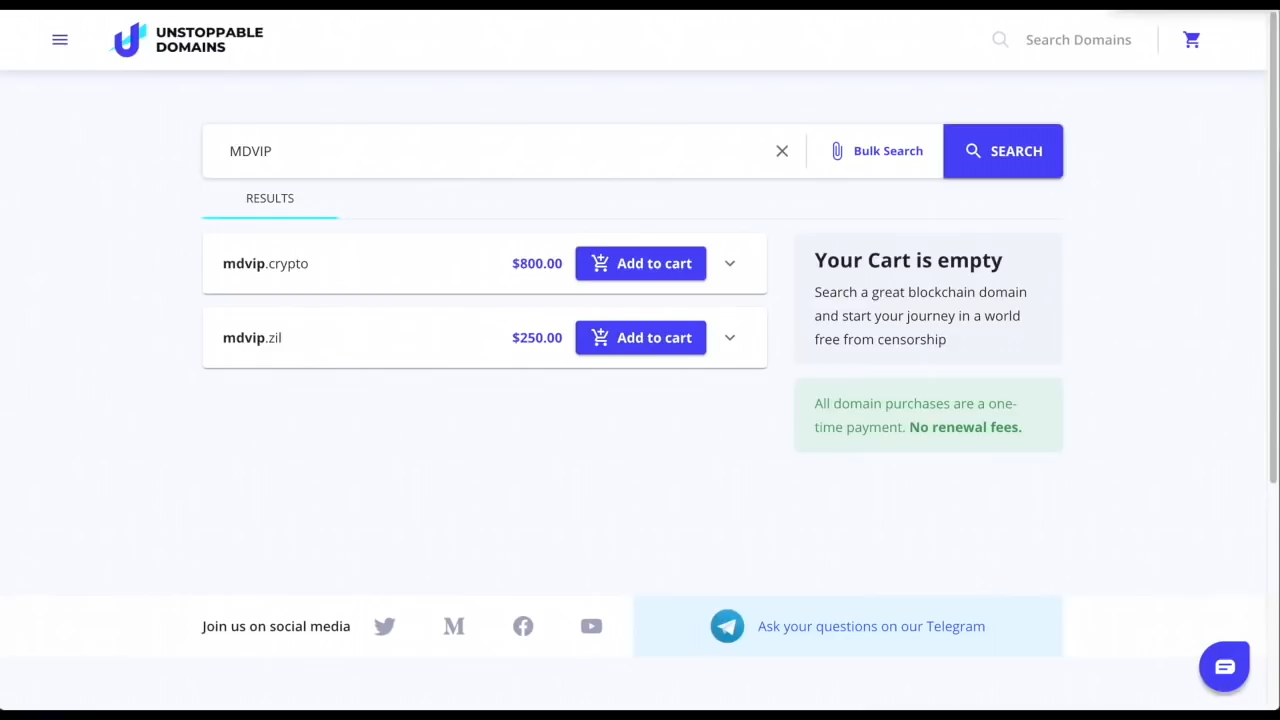 UNSTOPPABLE
DOMAINS
Search Domains
MDVIP
Bulk Search
SEARCH
RESULTS
mdvip.crypto
$800.00
Add to cart
mdvip.zil
$250.00
Add to cart
Your Cart is empty
Search a great blockchain domain
and start your journey in a world
free from censorship
All domain purchases are a one-
time payment. No renewal fees.
Join us on social media
Ask your questions on our Telegram